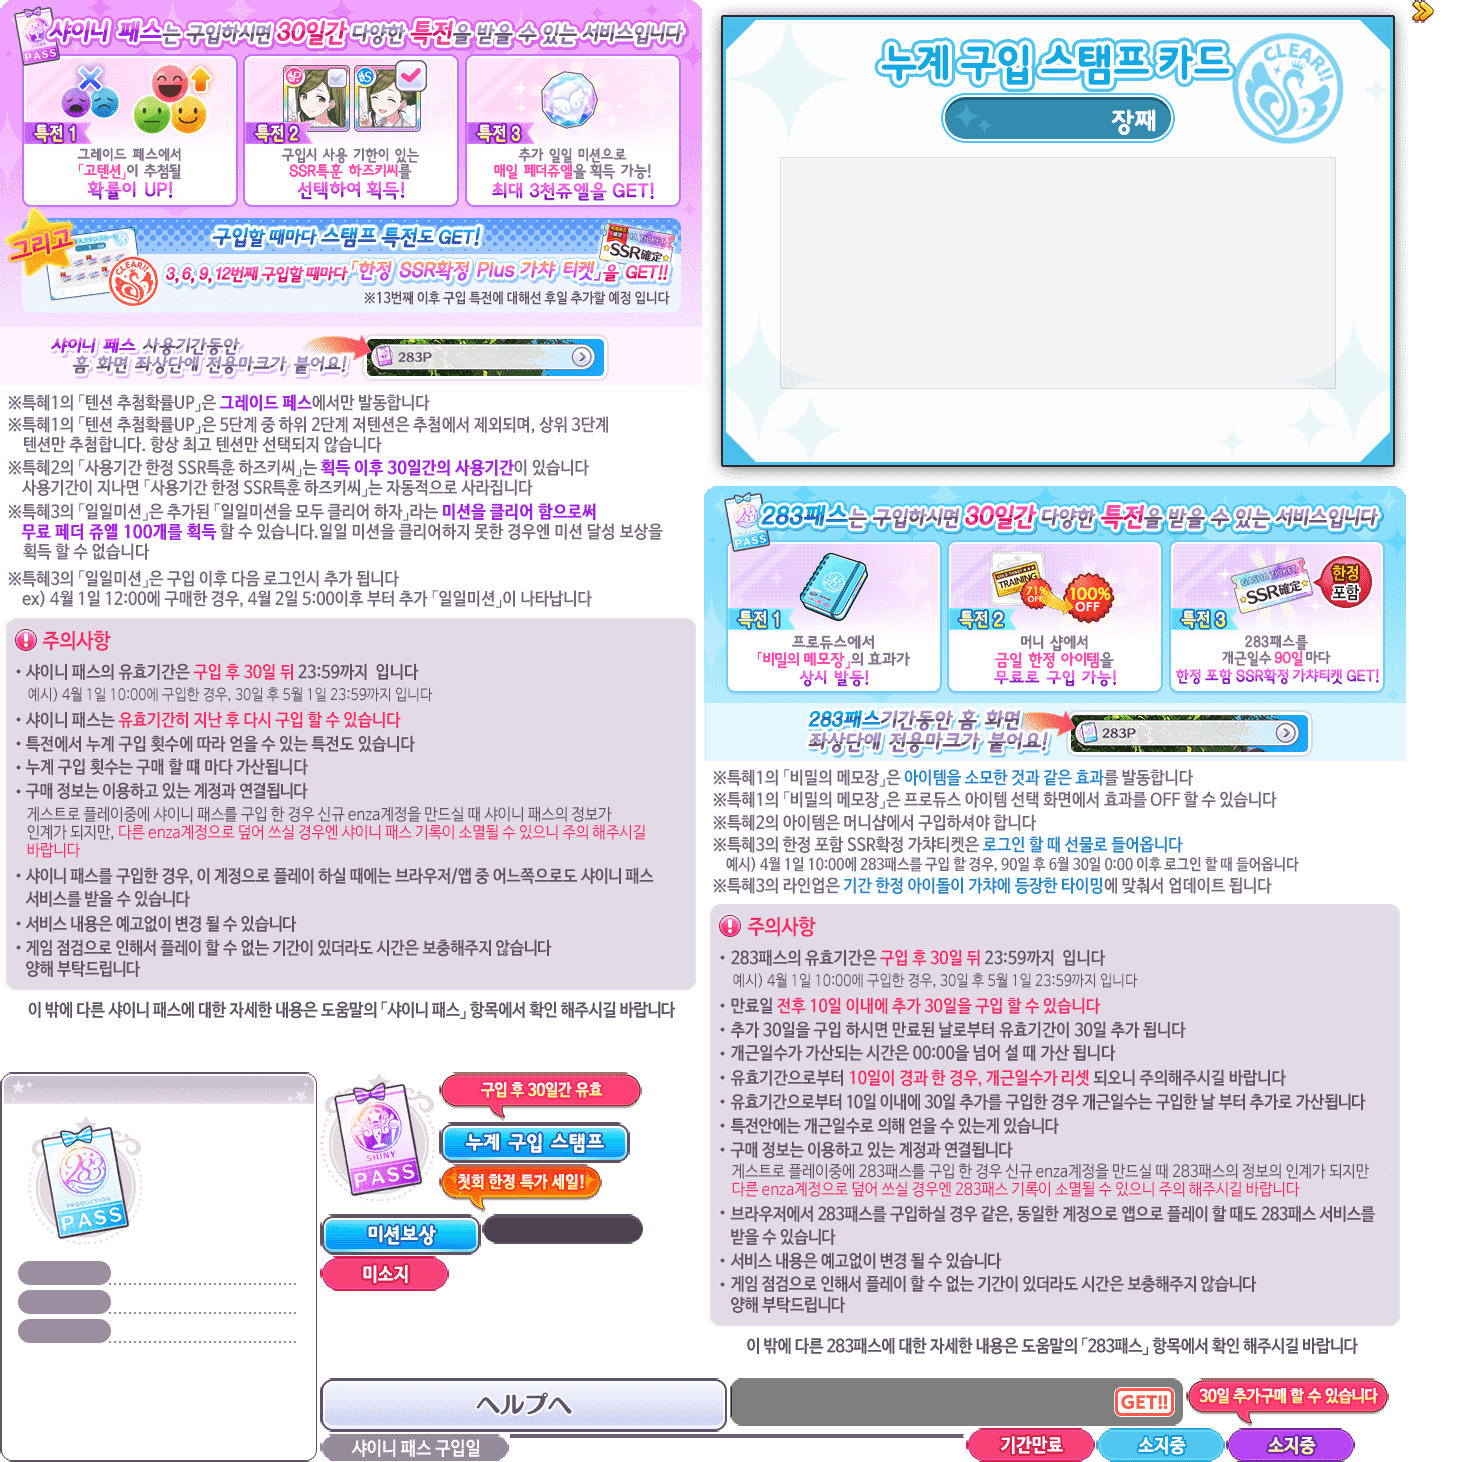 샤이니 패스는 구입하시면 30일간 다양한 특전을 받을 수 있는 서비스입니다
SHINY
PASS
특전 1
그레이드 페스에서
「고텐션」이 추첨될
확률이 UP!
특전 2
구입시 사용 기한이 있는
SSR특훈 하즈키씨를
선택하여 획득!
특전 3
추가 일일 미션으로
매일 페더쥬엘을 획득 가능!
최대 3천쥬엘을 GET!
그리고
구입할 때마다 스탬프 특전도 GET!
CLEAR!!
SSR確定
3, 6, 9, 12번째 구입할 때마다 「한정 SSR확정 Plus 가챠 티켓」을 GET!!
※13번째 이후 구입 특전에 대해선 후일 추가할 예정 입니다
샤이니 패스 사용기간동안
홈 화면 좌상단에 전용마크가 붙어요!
283P
※특혜1의 「텐션 추첨확률UP」은 그레이드 페스에서만 발동합니다
※특혜1의 「텐션 추첨확률UP」은 5단계 중 하위 2단계 저텐션은 추첨에서 제외되며, 상위 3단계
텐션만 추첨합니다. 항상 최고 텐션만 선택되지 않습니다
※특혜2의 「사용기간 한정 SSR특훈 하즈키씨」는 획득 이후 30일간의 사용기간이 있습니다
사용기간이 지나면 「사용기간 한정 SSR특훈 하즈키씨」는 자동적으로 사라집니다
※특혜3의 「일일미션」은 추가된 「일일미션을 모두 클리어 하자」라는 미션을 클리어 함으로써
무료 페더 쥬엘 100개를 획득 할 수 있습니다.일일 미션을 클리어하지 못한 경우엔 미션 달성 보상을
획득 할 수 없습니다
※특혜3의 「일일미션」은 구입 이후 다음 로그인시 추가 됩니다
ex) 4월 1일 12:00에 구매한 경우, 4월 2일 5:00이후 부터 추가 「일일미션」이 나타납니다
주의사항
・샤이니 패스의 유효기간은 구입 후 30일 뒤 23:59까지 입니다
예시) 4월 1일 10:00에 구입한 경우, 30일 후 5월 1일 23:59까지 입니다
・샤이니 패스는 유효기간히 지난 후 다시 구입 할 수 있습니다
・특전에서 누계 구입 횟수에 따라 얻을 수 있는 특전도 있습니다
・누계 구입 횟수는 구매 할 떄 마다 가산됩니다
・구매 정보는 이용하고 있는 계정과 연결됩니다
게스트로 플레이중에 샤이니 패스를 구입 한 경우 신규 enza계정을 만드실 때 샤이니 패스의 정보가
인계가 되지만, 다른 enza계정으로 덮어 쓰실 경우엔 샤이니 패스 기록이 소멸될 수 있으니 주의 해주시길
바랍니다
・샤이니 패스를 구입한 경우, 이 계정으로 플레이 하실 때에는 브라우저/앱 중 어느쪽으로도 샤이니 패스
서비스를 받을 수 있습니다
・서비스 내용은 예고없이 변경 될 수 있습니다
・게임 점검으로 인해서 플레이 할 수 없는 기간이 있더라도 시간은 보충해주지 않습니다
양해 부탁드립니다
이 밖에 다른 샤이니 패스에 대한 자세한 내용은 도움말의 「샤이니 패스」 항목에서 확인 해주시길 바랍니다
누계 구입 스탬프 카드
CLEAR!!
장째
283패스는 구입하시면 30일간 다양한 특전을 받을 수 있는 서비스입니다
PASS
특전 1
프로듀스에서
「비밀의 메모장」의 효과가
상시 발동!
TRAINING
71% OFF
100% OFF
특전 2
머니 샵에서
금일 한정 아이템을
무료로 구입 가능!
GASHA TICKET
SSR確定
한정
포함
특전 3
283패스를
개근일수 90일마다
한정 포함 SSR확정 가챠티켓 GET!
283패스기간동안 홈 화면
좌상단에 전용마크가 붙어요!
283P
※특혜1의 「비밀의 메모장」은 아이템을 소모한 것과 같은 효과를 발동합니다
※특혜1의 「비밀의 메모장」은 프로듀스 아이템 선택 화면에서 효과를 OFF 할 수 있습니다
※특혜2의 아이템은 머니샵에서 구입하셔야 합니다
※특혜3의 한정 포함 SSR확정 가챠티켓은 로그인 할 때 선물로 들어옵니다
예시) 4월 1일 10:00에 283패스를 구입 할 경우, 90일 후 6월 30일 0:00 이후 로그인 할 때 들어옵니다
※특혜3의 라인업은 기간 한정 아이돌이 가챠에 등장한 타이밍에 맞춰서 업데이트 됩니다
주의사항
・283패스의 유효기간은 구입 후 30일 뒤 23:59까지 입니다
예시) 4월 1일 10:00에 구입한 경우, 30일 후 5월 1일 23:59까지 입니다
・만료일 전후 10일 이내에 추가 30일을 구입 할 수 있습니다
・추가 30일을 구입 하시면 만료된 날로부터 유효기간이 30일 추가 됩니다
・개근일수가 가산되는 시간은 00:00을 넘어 설 때 가산 됩니다
・유효기간으로부터 10일이 경과 한 경우, 개근일수가 리셋 되오니 주의해주시길 바랍니다
・유효기간으로부터 10일 이내에 30일 추가를 구입한 경우 개근일수는 구입한 날 부터 추가로 가산됩니다
・특전안에는 개근일수로 의해 얻을 수 있는게 있습니다
・구매 정보는 이용하고 있는 계정과 연결됩니다
게스트로 플레이중에 283패스를 구입 한 경우 신규 enza계정을 만드실 때 283패스의 정보의 인계가 되지만
다른 enza계정으로 덮어 쓰실 경우엔 283패스 기록이 소멸될 수 있으니 주의 해주시길 바랍니다
・브라우저에서 283패스를 구입하실 경우 같은, 동일한 계정으로 앱으로 플레이 할 때도 283패스 서비스를
받을 수 있습니다
・서비스 내용은 예고없이 변경 될 수 있습니다
・게임 점검으로 인해서 플레이 할 수 없는 기간이 있더라도 시간은 보충해주지 않습니다
양해 부탁드립니다
이 밖에 다른 283패스에 대한 자세한 내용은 도움말의 「283패스」 항목에서 확인 해주시길 바랍니다
283
PRODUCTION
PASS
SHINY
PASS
구입 후 30일간 유효
누계 구입 스탬프
첫회 한정 특가 세일!
미션보상
미소지
ヘルプへ
GET!!
30일 추가구매 할 수 있습니다
샤이니 패스 구입일
기간만료
소지중
소지중